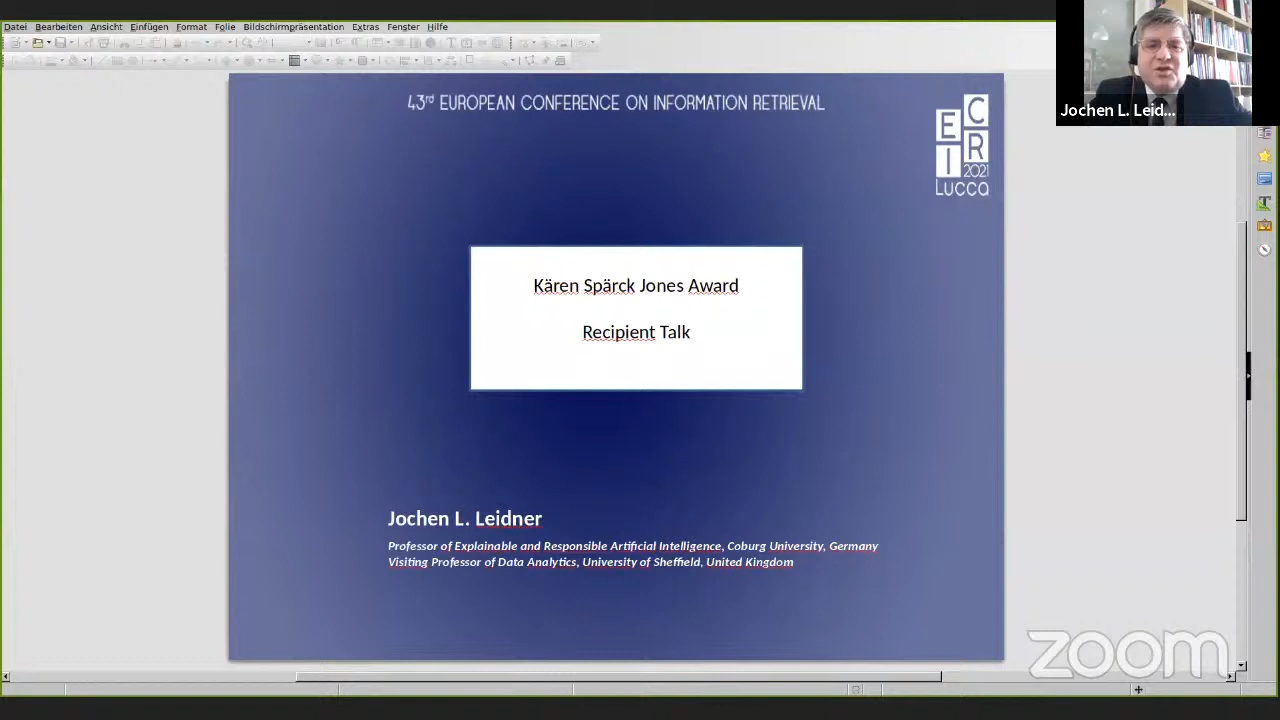 Datei Bearbeiten Ansicht Einfügen Format Folie Bildschirmpräsentation Extras Fenster Hilfe
Jochen L. Leid...
43rd EUROPEAN CONFERENCE ON INFORMATION RETRIEVAL
E C
I R
2021
Lucca
Kären Spärck Jones Award
Recipient Talk
Jochen L. Leidner
Professor of Explainable and Responsible Artificial Intelligence, Coburg University, Germany
Visiting Professor of Data Analytics, University of Sheffield, United Kingdom
zoom